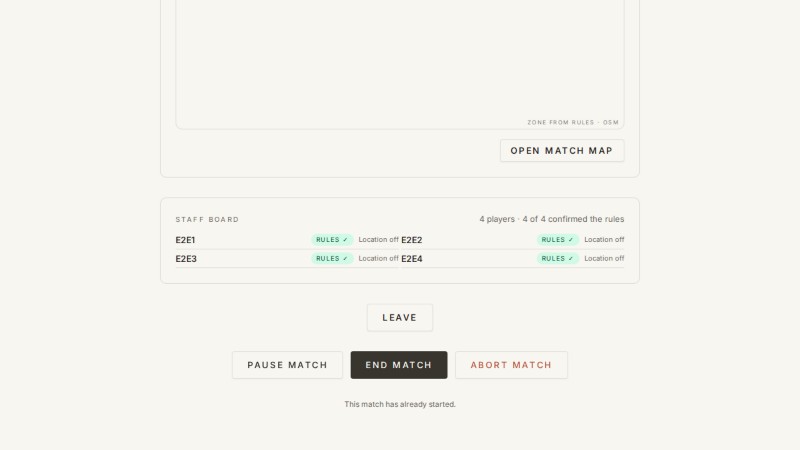 ZONE FROM RULES · OSM
OPEN MATCH MAP
STAFF BOARD
4 players · 4 of 4 confirmed the rules
E2E1 RULES ✓ Location off E2E2 RULES ✓ Location off
E2E3 RULES ✓ Location off E2E4 RULES ✓ Location off
LEAVE
PAUSE MATCH END MATCH ABORT MATCH
This match has already started.